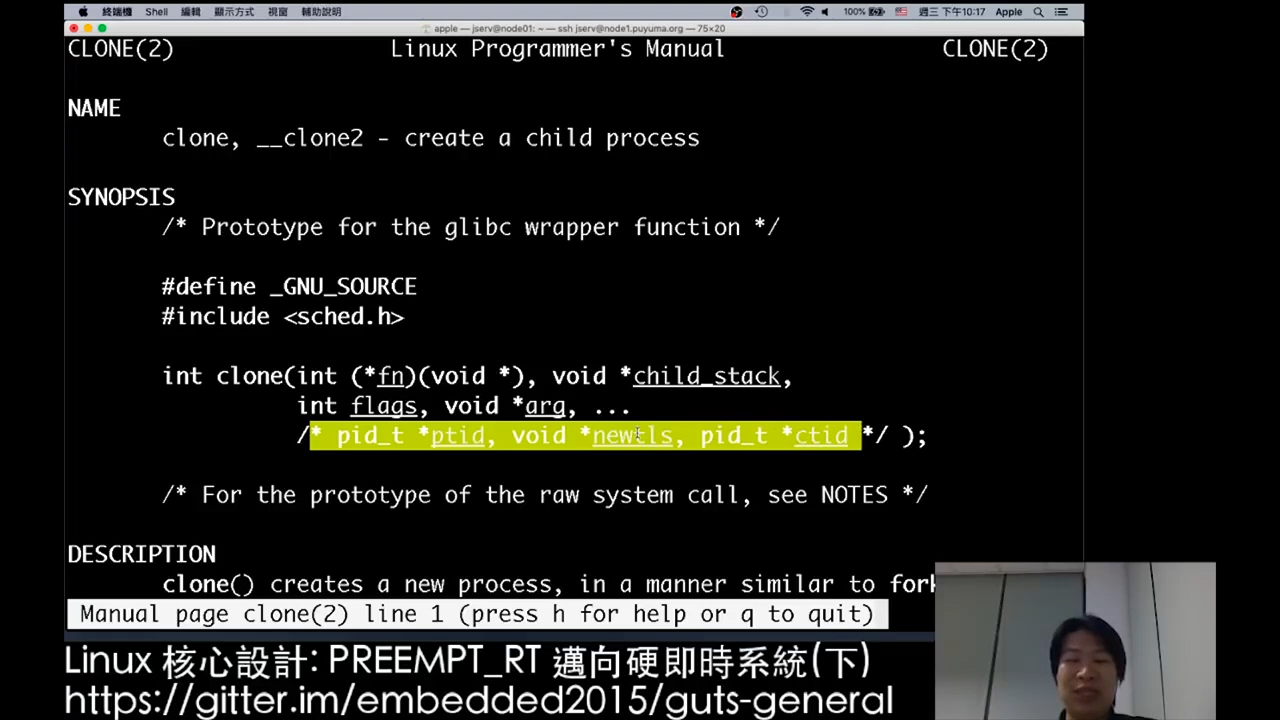 終端機 Shell 編輯 顯示方式 視窗 輔助說明 100% 週三下午10:17 Apple
apple — jserv@node01: ~ — ssh jserv@node1.puyuma.org — 75×20
CLONE(2) Linux Programmer's Manual CLONE(2)
NAME
clone, __clone2 - create a child process
SYNOPSIS
/* Prototype for the glibc wrapper function */
#define _GNU_SOURCE
#include <sched.h>
int clone(int (*fn)(void *), void *child_stack,
int flags, void *arg, ...
/* pid_t *ptid, void *newtls, pid_t *ctid */ );
/* For the prototype of the raw system call, see NOTES */
DESCRIPTION
clone() creates a new process, in a manner similar to fork
Manual page clone(2) line 1 (press h for help or q to quit)
Linux 核心設計: PREEMPT_RT 邁向硬即時系統(下)
https://gitter.im/embedded2015/guts-general